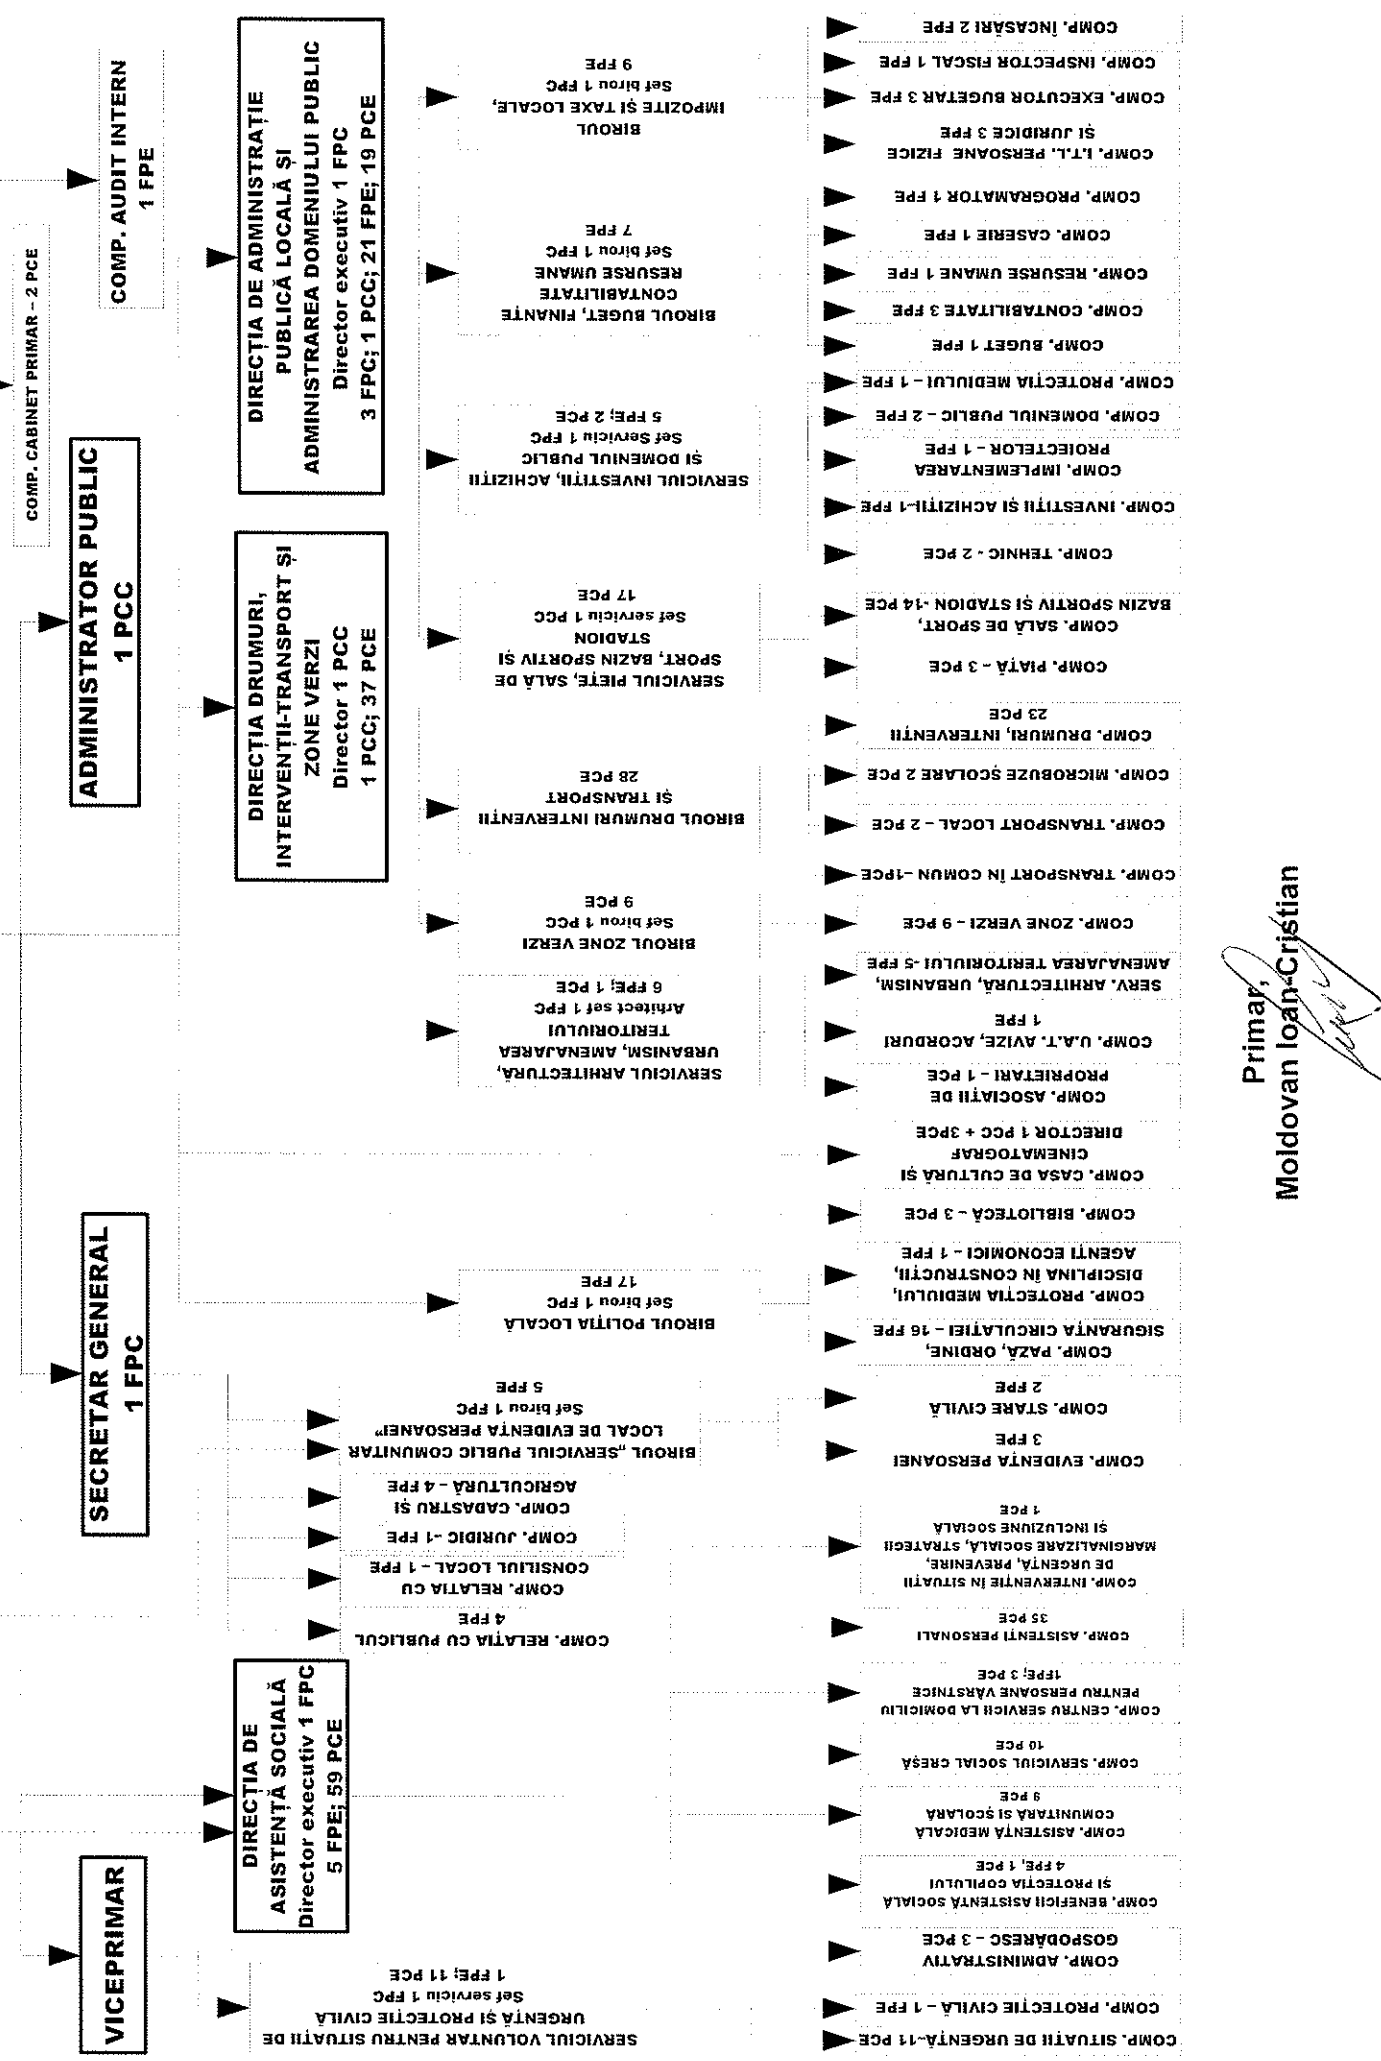 COMP. CABINET PRIMAR – 2 PCE
COMP. AUDIT INTERN
1 FPE
ADMINISTRATOR PUBLIC
1 PCC
SECRETAR GENERAL
1 FPC
VICEPRIMAR
DIRECȚIA DE ADMINISTRAȚIE
PUBLICĂ LOCALĂ ȘI
ADMINISTRAREA DOMENIULUI PUBLIC
Director executiv 1 FPC
3 FPC; 1 PCC; 21 FPE; 19 PCE
DIRECȚIA DRUMURI,
INTERVENȚII-TRANSPORT ȘI
ZONE VERZI
Director 1 PCC
1 PCC; 37 PCE
DIRECȚIA DE
ASISTENȚĂ SOCIALĂ
Director executiv 1 FPC
5 FPE; 59 PCE
BIROUL
IMPOZITE ȘI TAXE LOCALE,
Sef birou 1 FPC
9 FPE
BIROUL BUGET, FINANȚE
CONTABILITATE
RESURSE UMANE
Sef birou 1 FPC
7 FPE
SERVICIUL INVESTIȚII, ACHIZIȚII
ȘI DOMENIUL PUBLIC
Sef Serviciu 1 FPC
5 FPE; 2 PCE
SERVICIUL PIEȚE, SALĂ DE
SPORT, BAZIN SPORTIV ȘI
STADION
Sef serviciu 1 PCC
17 PCE
BIROUL DRUMURI INTERVENȚII
ȘI TRANSPORT
28 PCE
BIROUL ZONE VERZI
Sef birou 1 PCC
9 PCE
SERVICIUL ARHITECTURĂ,
URBANISM, AMENAJAREA
TERITORIULUI
Arhitect sef 1 FPC
6 FPE; 1 PCE
BIROUL POLIȚIA LOCALĂ
Sef birou 1 FPC
17 FPE
BIROUL „SERVICIUL PUBLIC COMUNITAR
LOCAL DE EVIDENȚA PERSOANEI"
Sef birou 1 FPC
5 FPE
COMP. CADASTRU ȘI
AGRICULTURĂ – 4 FPE
COMP. JURIDIC -1 FPE
COMP. RELATIA CU
CONSILIUL LOCAL – 1 FPE
COMP. RELAȚIA CU PUBLICUL
4 FPE
SERVICIUL VOLUNTAR PENTRU SITUAȚII DE
URGENȚĂ ȘI PROTECȚIE CIVILĂ
Sef serviciu 1 FPC
1 FPE; 11 PCE
COMP. ÎNCASĂRI 2 FPE
COMP. INSPECTOR FISCAL 1 FPE
COMP. EXECUTOR BUGETAR 3 FPE
COMP. I.T.L. PERSOANE FIZICE
ȘI JURIDICE 3 FPE
COMP. PROGRAMATOR 1 FPE
COMP. CASERIE 1 FPE
COMP. RESURSE UMANE 1 FPE
COMP. CONTABILITATE 3 FPE
COMP. BUGET 1 FPE
COMP. PROTECȚIA MEDIULUI – 1 FPE
COMP. DOMENIUL PUBLIC – 2 FPE
COMP. IMPLEMENTAREA
PROIECTELOR – 1 FPE
COMP. INVESTIȚII ȘI ACHIZIȚII-1 FPE
COMP. TEHNIC - 2 PCE
COMP. SALĂ DE SPORT,
BAZIN SPORTIV ȘI STADION -14 PCE
COMP. PIAȚĂ – 3 PCE
COMP. DRUMURI, INTERVENȚII
23 PCE
COMP. MICROBUZE ȘCOLARE 2 PCE
COMP. TRANSPORT LOCAL – 2 PCE
COMP. TRANSPORT ÎN COMUN –1PCE
COMP. ZONE VERZI – 9 PCE
SERV. ARHITECTURĂ, URBANISM,
AMENAJAREA TERITORIULUI -5 FPE
COMP. U.A.T. AVIZE, ACORDURI
1 FPE
COMP. ASOCIAȚII DE
PROPRIETARI – 1 PCE
COMP. CASA DE CULTURĂ ȘI
CINEMATOGRAF
DIRECTOR 1 PCC + 3PCE
COMP. BIBLIOTECĂ – 3 PCE
COMP. PROTECȚIA MEDIULUI,
DISCIPLINA ÎN CONSTRUCȚII,
AGENȚI ECONOMICI – 1 FPE
COMP. PAZĂ, ORDINE,
SIGURANȚA CIRCULAȚIEI – 16 FPE
COMP. STARE CIVILĂ
2 FPE
COMP. EVIDENȚA PERSOANEI
3 FPE
COMP. INTERVENȚIE ÎN SITUAȚII
DE URGENȚĂ, PREVENIRE,
MARGINALIZARE SOCIALĂ, STRATEGII
ȘI INCLUZIUNE SOCIALĂ
1 PCE
COMP. ASISTENȚI PERSONALI
35 PCE
COMP. CENTRU SERVICII LA DOMICILIU
PENTRU PERSOANE VÂRSTNICE
1FPE; 3 PCE
COMP. SERVICIUL SOCIAL CREȘĂ
10 PCE
COMP. ASISTENȚĂ MEDICALĂ
COMUNITARĂ SI ȘCOLARĂ
9 PCE
COMP. BENEFICII ASISTENȚĂ SOCIALĂ
ȘI PROTECȚIA COPILULUI
4 FPE, 1 PCE
COMP. ADMINISTRATIV
GOSPODĂRESC – 3 PCE
COMP. PROTECȚIE CIVILĂ – 1 FPE
COMP. SITUAȚII DE URGENȚĂ–11 PCE
Primar,
Moldovan Ioan-Cristian